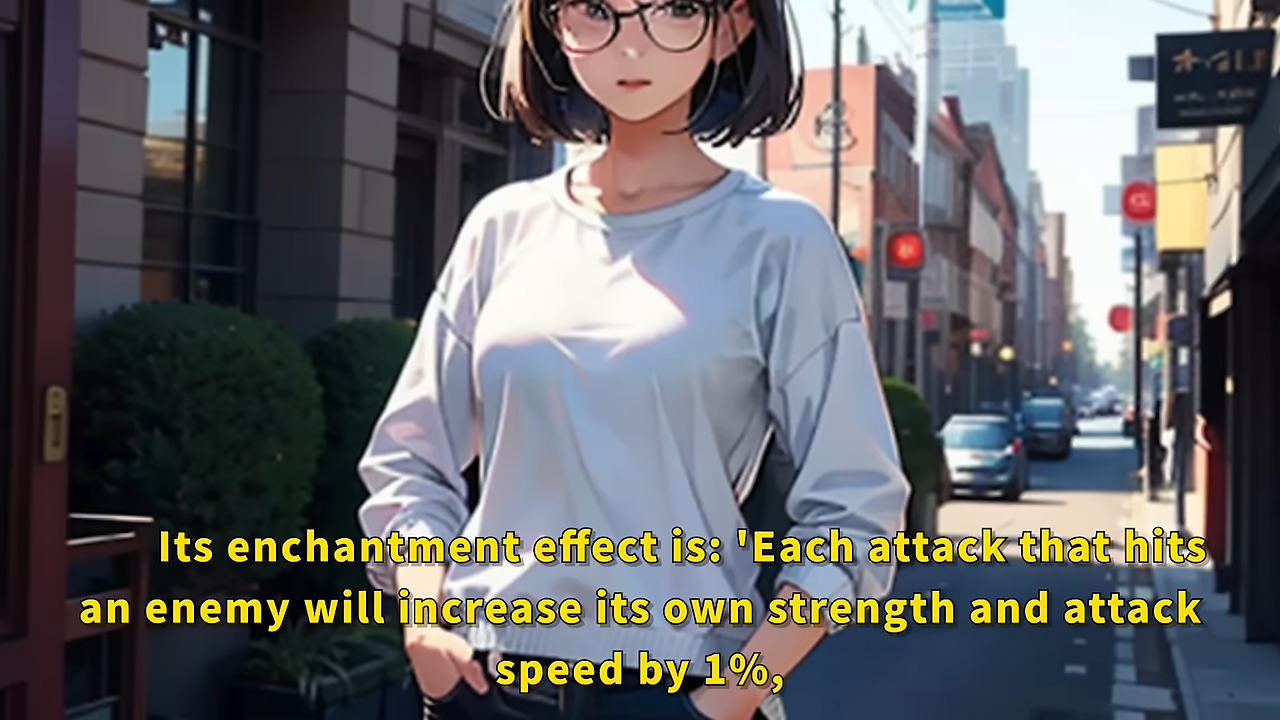 Its enchantment effect is: 'Each attack that hits
an enemy will increase its own strength and attack
speed by 1%,